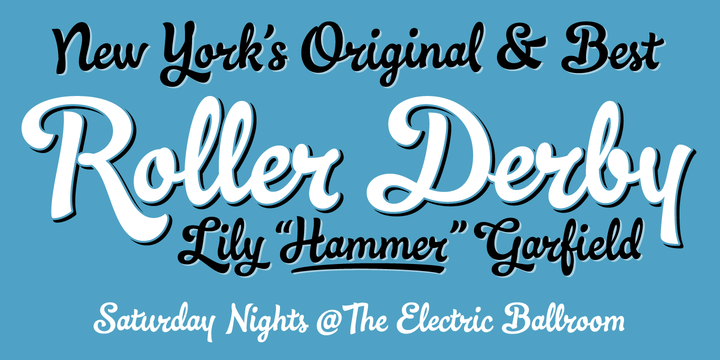 New York's Original & Best
Roller Derby
Lily “Hammer” Garfield
Saturday Nights @The Electric Ballroom